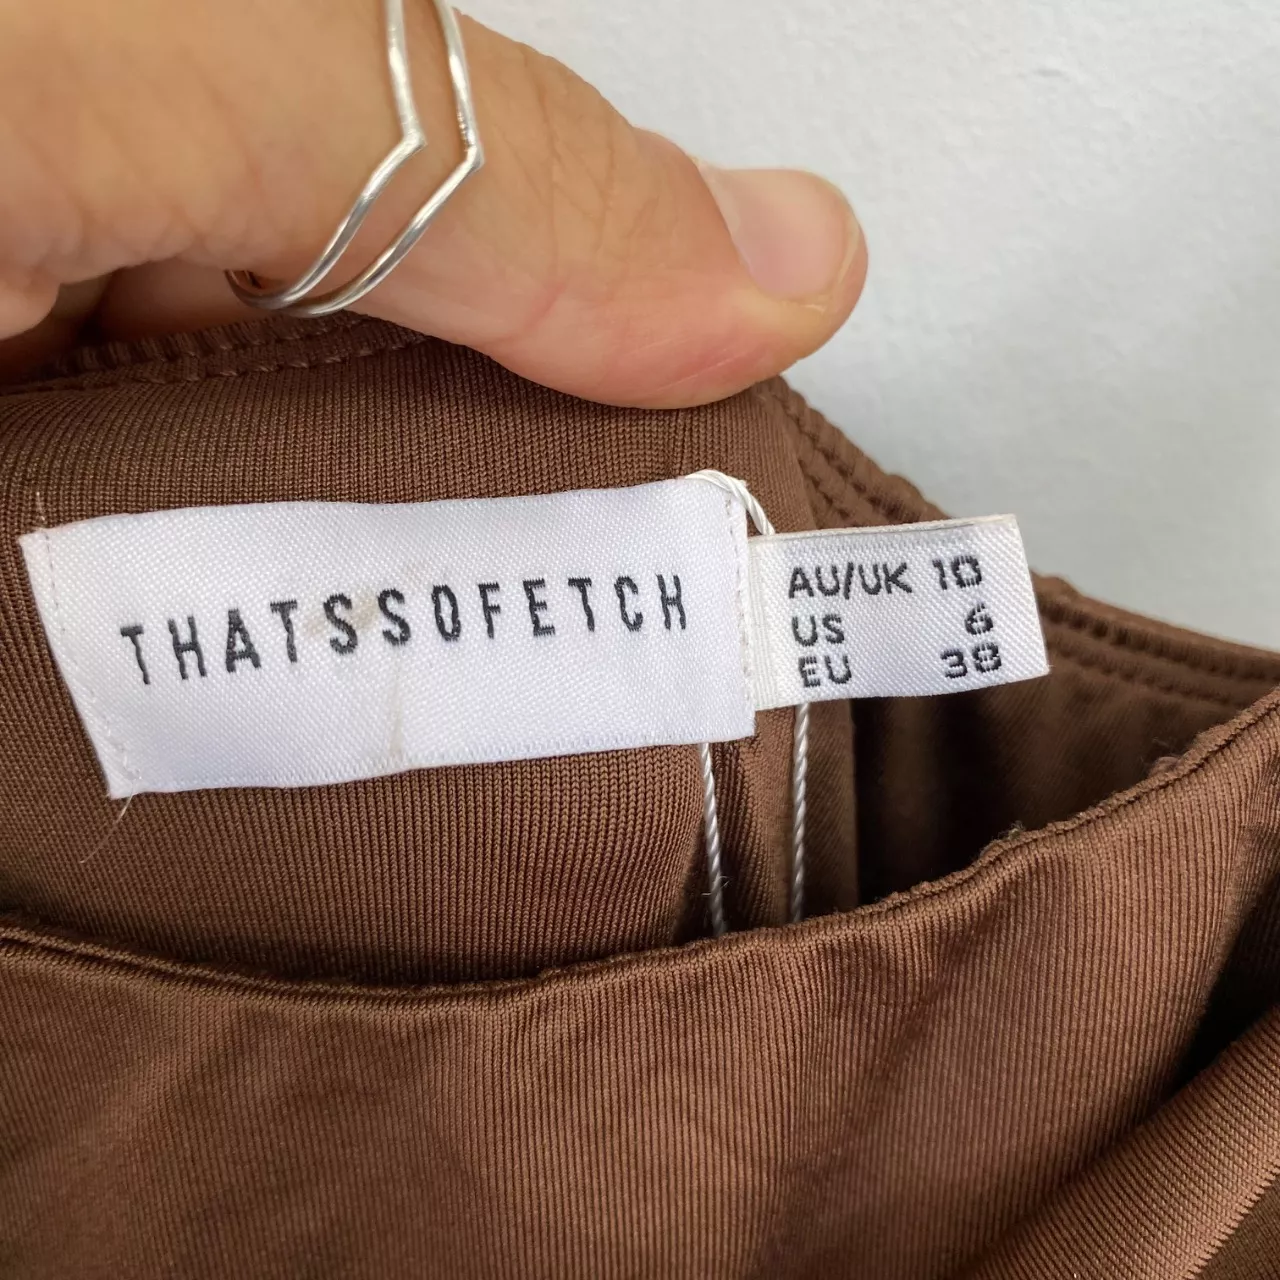 THATSSOFETCH
AU/UK 10
US 6
EU 38